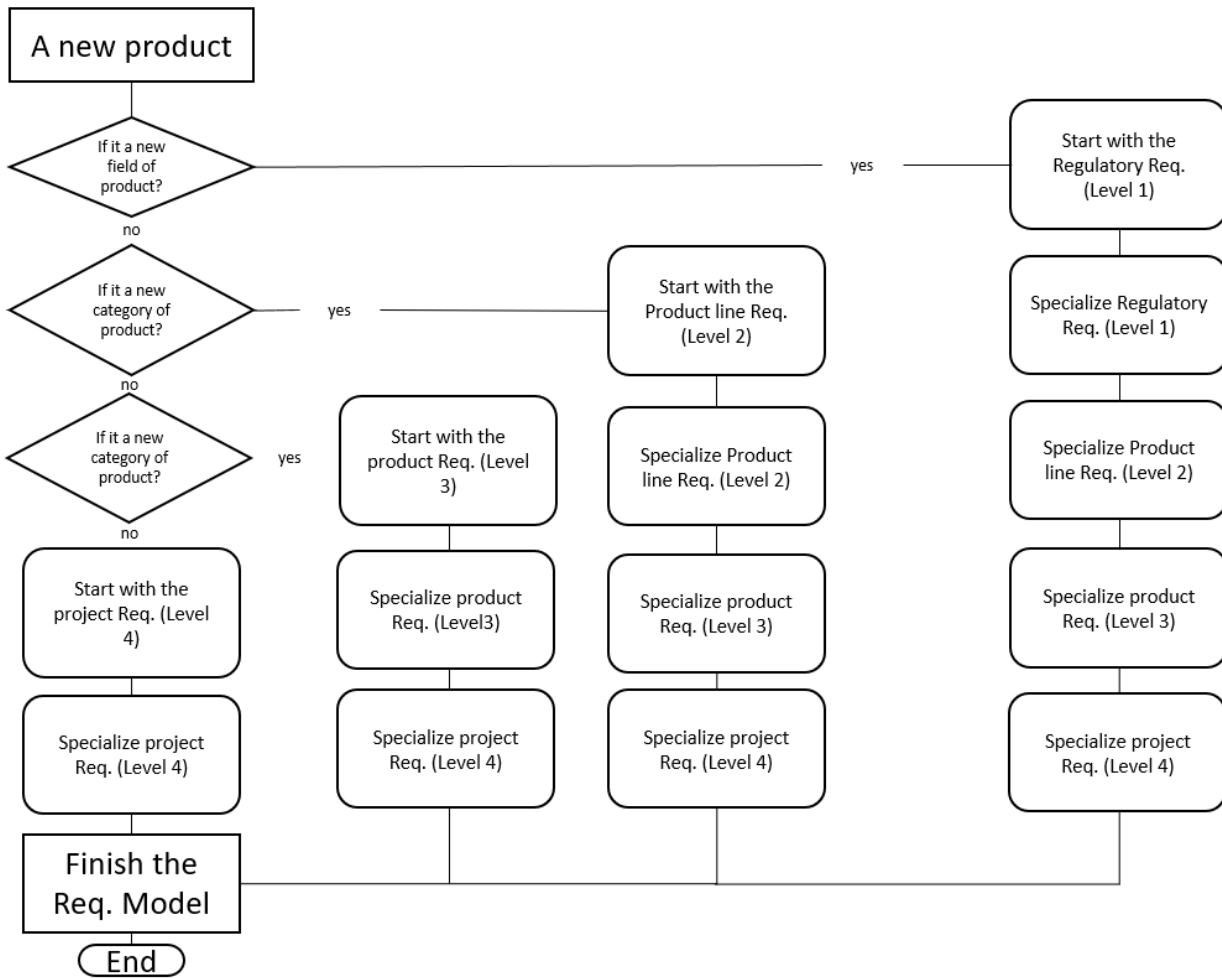 A new product
If it a new
field of
product?
yes
Start with the
Regulatory Req.
(Level 1)
no
If it a new
category of
product?
yes
Start with the
Product line Req.
(Level 2)
Specialize Regulatory
Req. (Level 1)
no
If it a new
category of
product?
yes
Start with the
product Req. (Level
3)
Specialize Product
line Req. (Level 2)
Specialize Product
line Req. (Level 2)
no
Start with the
project Req. (Level
4)
Specialize product
Req. (Level3)
Specialize product
Req. (Level 3)
Specialize product
Req. (Level 3)
Specialize project
Req. (Level 4)
Specialize project
Req. (Level 4)
Specialize project
Req. (Level 4)
Specialize project
Req. (Level 4)
Finish the
Req. Model
End